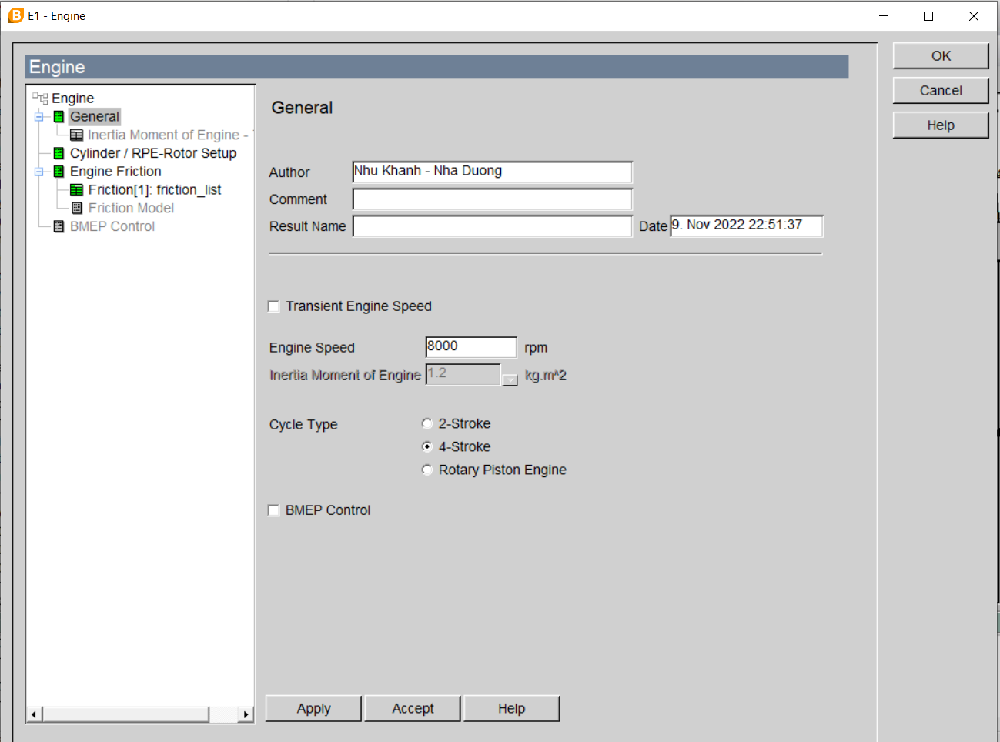 E1 - Engine
Engine
OK
Cancel
Help
Engine
General
Inertia Moment of Engine -
Cylinder / RPE-Rotor Setup
Engine Friction
Friction[1]: friction_list
Friction Model
BMEP Control
General
Author Nhu Khanh - Nha Duong
Comment
Result Name Date 9. Nov 2022 22:51:37
Transient Engine Speed
Engine Speed 8000 rpm
Inertia Moment of Engine 1.2 kg.m^2
Cycle Type 2-Stroke
4-Stroke
Rotary Piston Engine
BMEP Control
Apply Accept Help